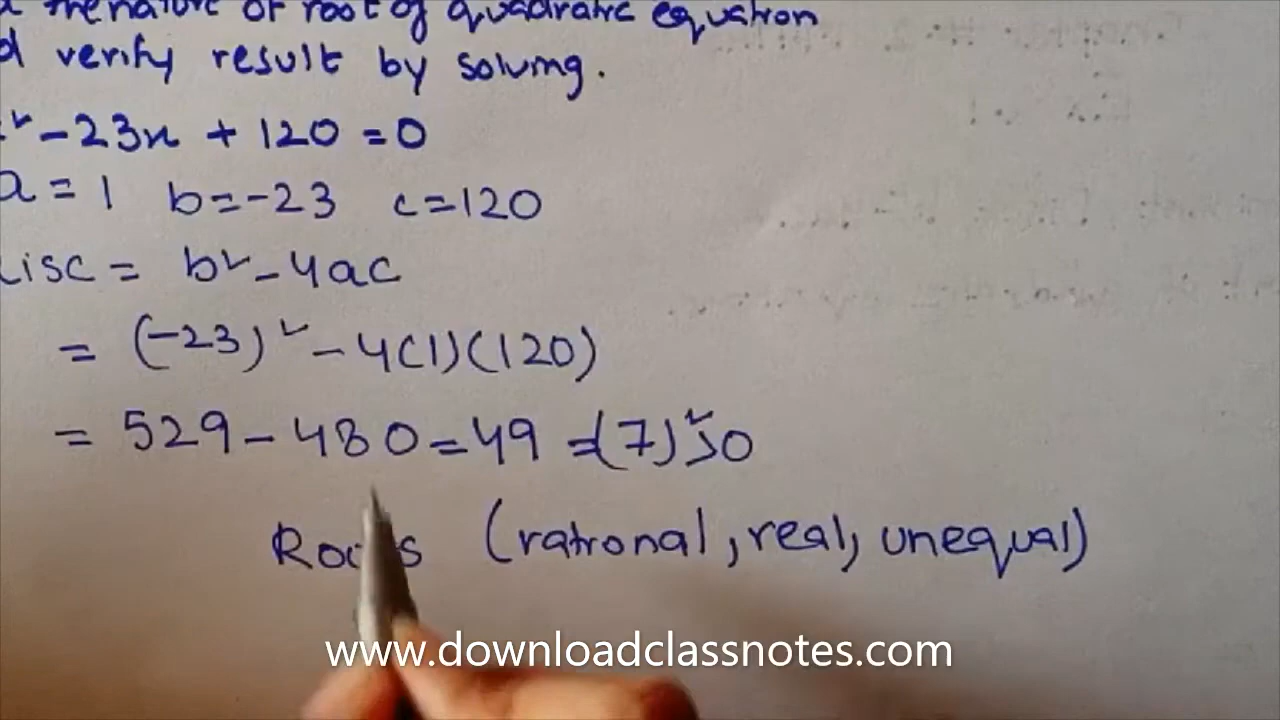 the nature of root of quadratic equation
verify result by solving.
² - 23x + 120 = 0
a = 1 b = -23 c = 120
Disc = b² - 4ac
= (-23)² - 4(1)(120)
= 529 - 480 = 49 = (7)² > 0
Roots (rational, real, unequal)
www.downloadclassnotes.com